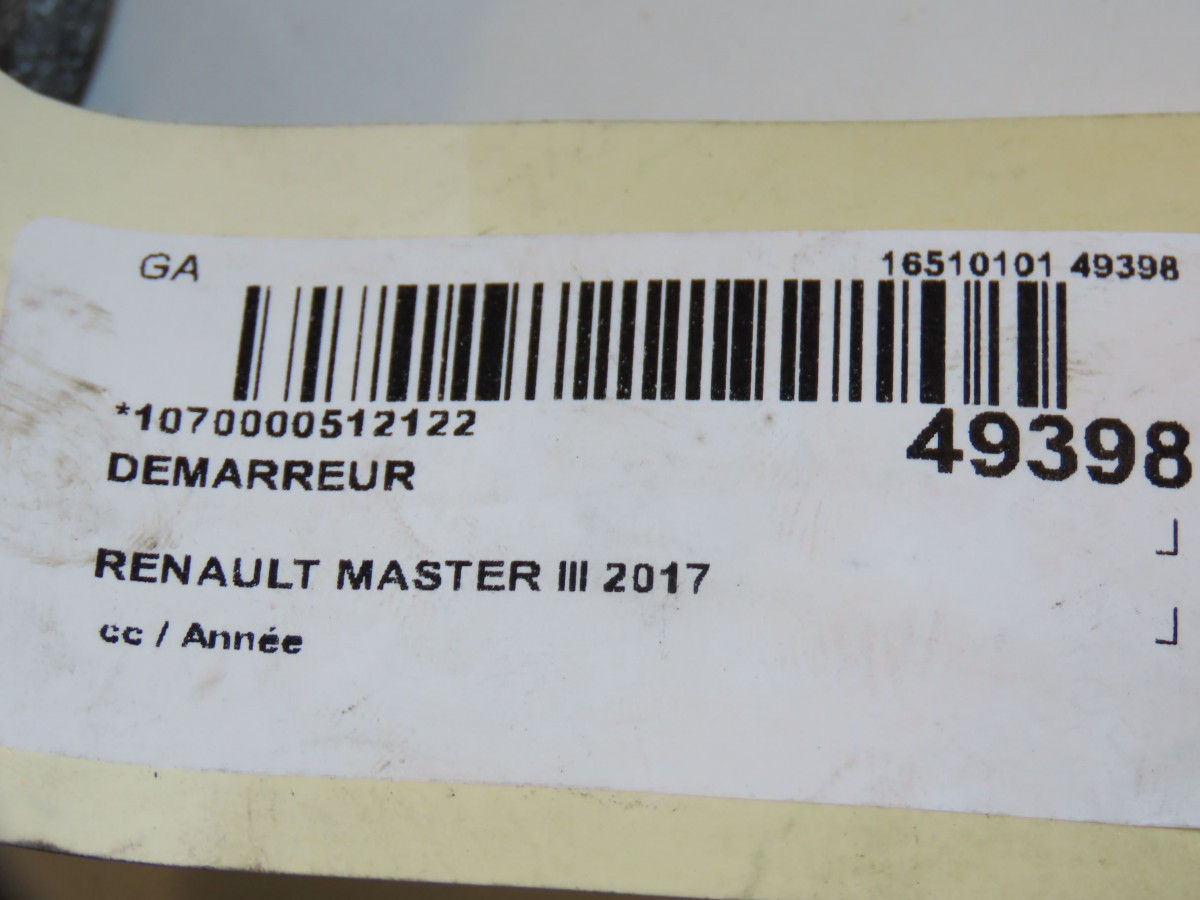 GA 16510101 49398
*1070000512122 49398
DEMARREUR
RENAULT MASTER III 2017
cc / Année